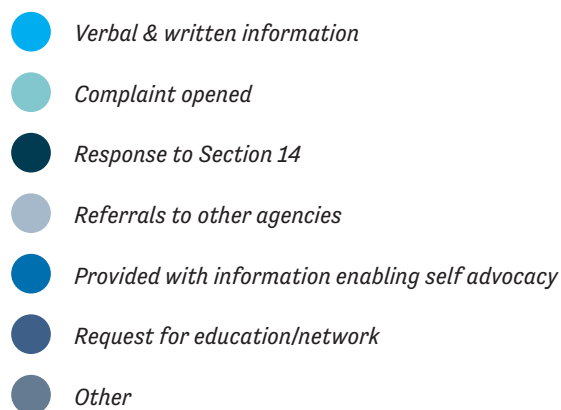 Verbal & written information
Complaint opened
Response to Section 14
Referrals to other agencies
Provided with information enabling self advocacy
Request for education/network
Other